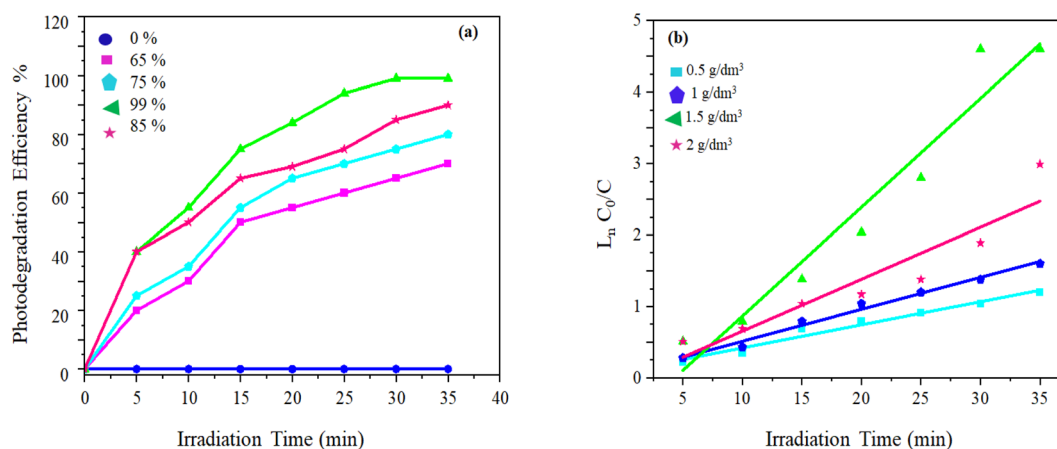 (a)
Photodegradation Efficiency %
120
100
80
60
40
20
0
0 %
65 %
75 %
99 %
85 %
0 5 10 15 20 25 30 35 40
Irradiation Time (min)
(b)
Lₙ C₀/C
5
4
3
2
1
0
0.5 g/dm³
1 g/dm³
1.5 g/dm³
2 g/dm³
5 10 15 20 25 30 35
Irradiation Time (min)